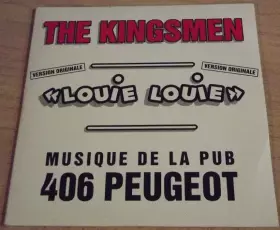 THE KINGSMEN
VERSION ORIGINALE
VERSION ORIGINALE
«LOUiE LOUiE»
MUSIQUE DE LA PUB
406 PEUGEOT